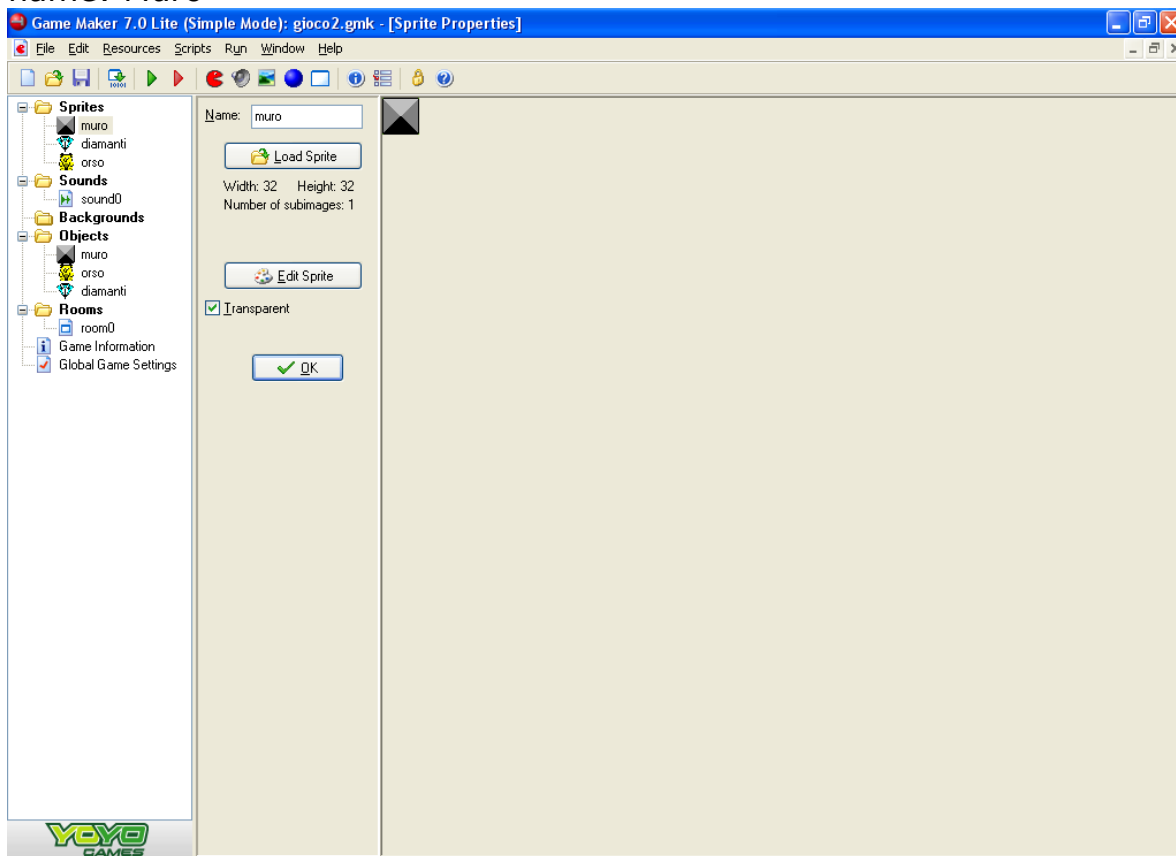 Game Maker 7.0 Lite (Simple Mode): gioco2.gmk - [Sprite Properties]
File Edit Resources Scripts Run Window Help
Sprites
muro
diamanti
orso
Sounds
sound0
Backgrounds
Objects
muro
orso
diamanti
Rooms
room0
Game Information
Global Game Settings
Name: muro
Load Sprite
Width: 32 Height: 32
Number of subimages: 1
Edit Sprite
Transparent
OK
YOYO
GAMES